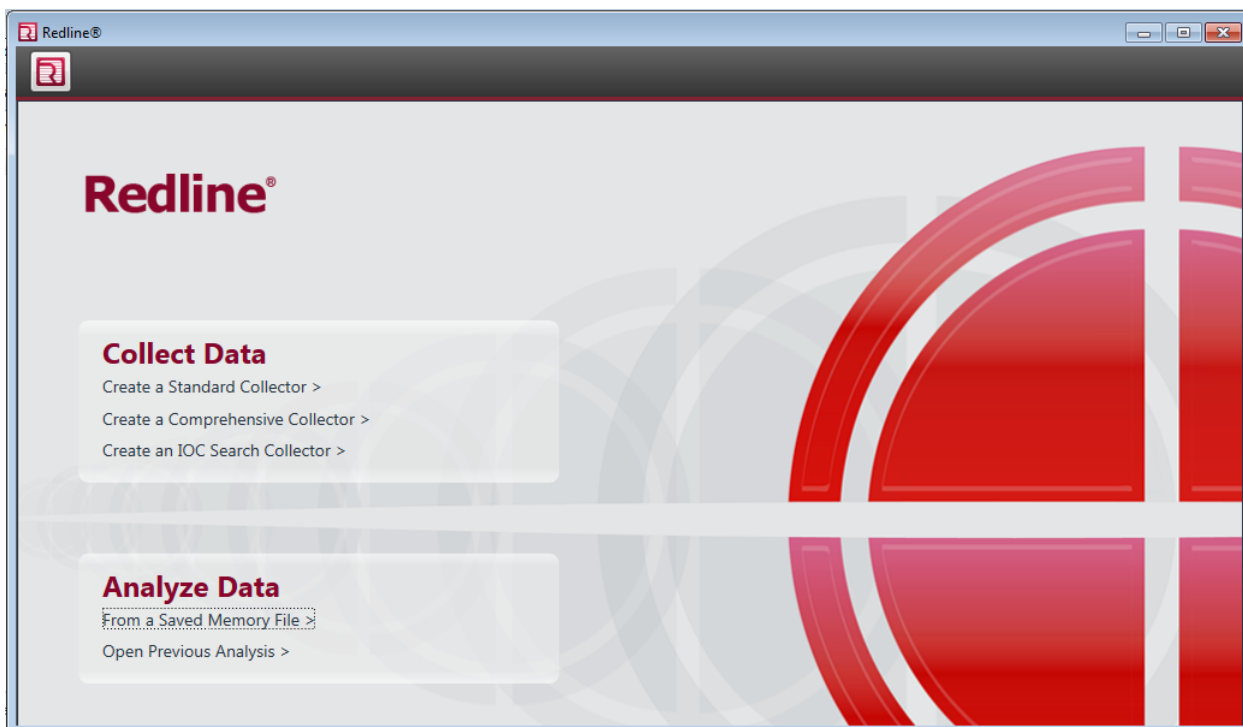 Redline®
Redline®
Collect Data
Create a Standard Collector >
Create a Comprehensive Collector >
Create an IOC Search Collector >
Analyze Data
From a Saved Memory File >
Open Previous Analysis >